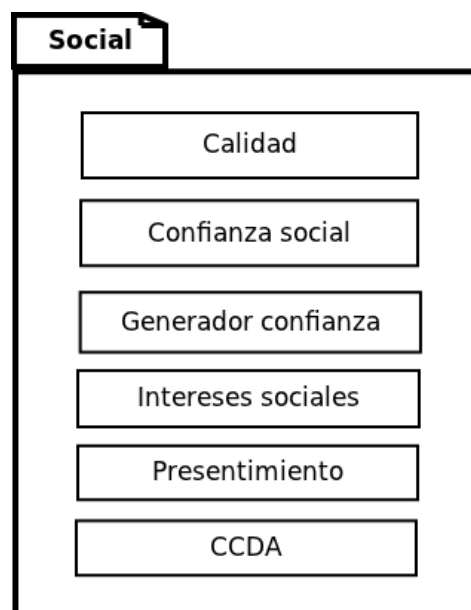 Social
Calidad
Confianza social
Generador confianza
Intereses sociales
Presentimiento
CCDA